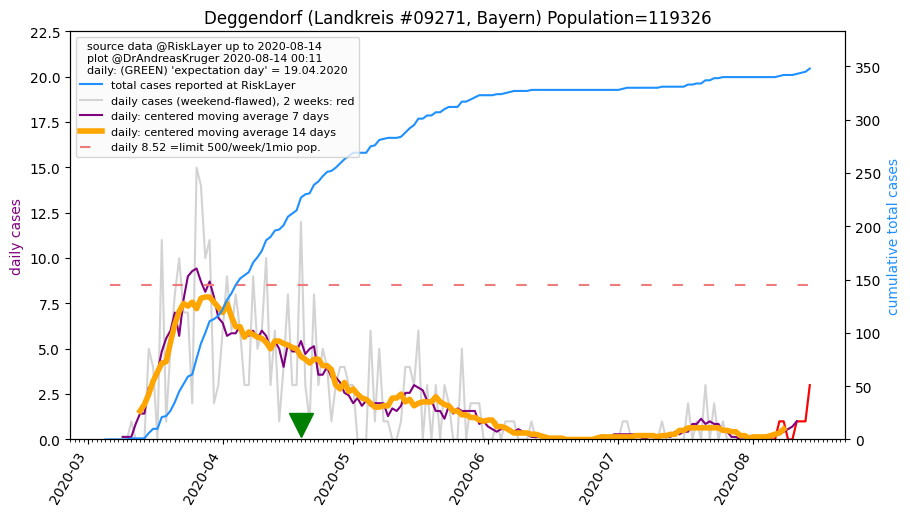 Deggendorf (Landkreis #09271, Bayern) Population=119326
source data @RiskLayer up to 2020-08-14
plot @DrAndreasKruger 2020-08-14 00:11
daily: (GREEN) 'expectation day' = 19.04.2020
total cases reported at RiskLayer
daily cases (weekend-flawed), 2 weeks: red
daily: centered moving average 7 days
daily: centered moving average 14 days
daily 8.52 =limit 500/week/1mio pop.
daily cases
22.5
20.0
17.5
15.0
12.5
10.0
7.5
5.0
2.5
0.0
350
300
250
200
150
100
50
0
cumulative total cases
2020-03
2020-04
2020-05
2020-06
2020-07
2020-08